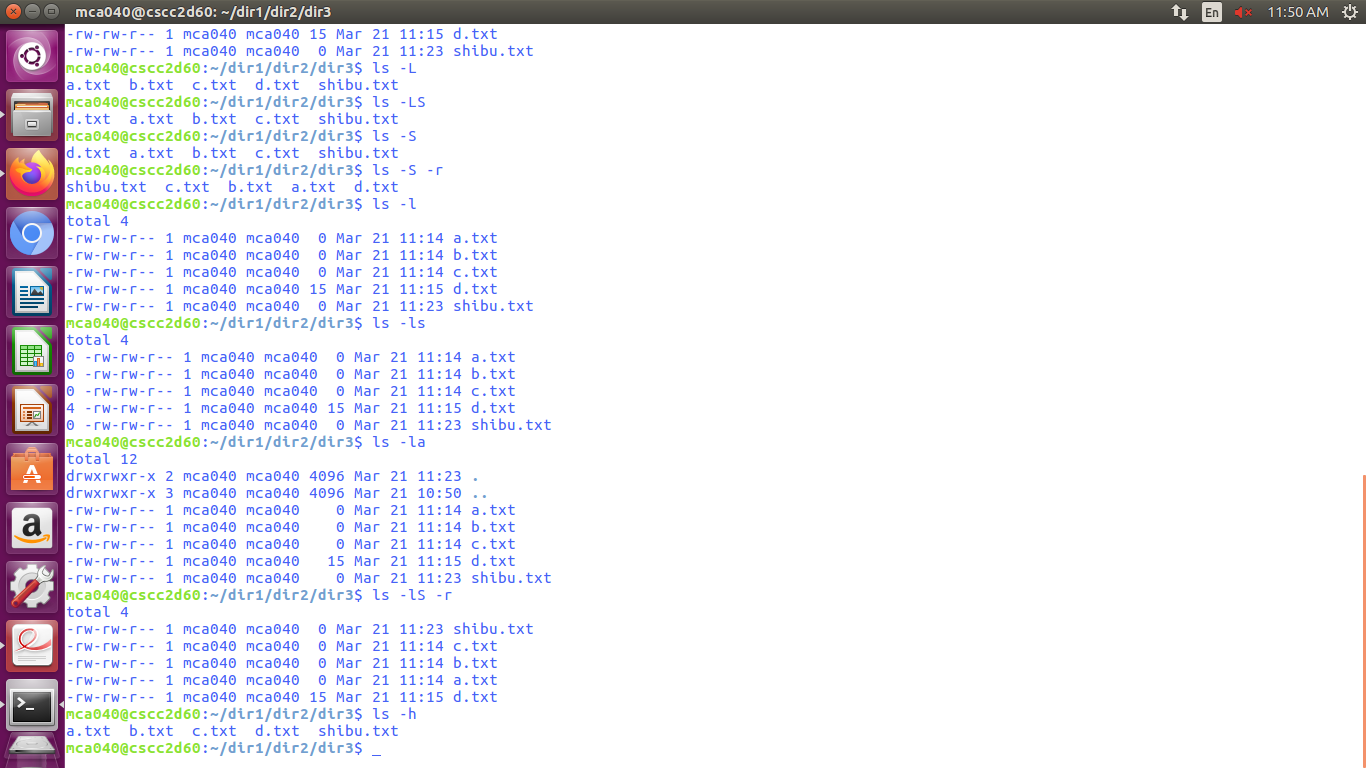 mca040@cscc2d60: ~/dir1/dir2/dir3 En 11:50 AM
-rw-rw-r-- 1 mca040 mca040 15 Mar 21 11:15 d.txt
-rw-rw-r-- 1 mca040 mca040  0 Mar 21 11:23 shibu.txt
mca040@cscc2d60:~/dir1/dir2/dir3$ ls -L
a.txt  b.txt  c.txt  d.txt  shibu.txt
mca040@cscc2d60:~/dir1/dir2/dir3$ ls -LS
d.txt  a.txt  b.txt  c.txt  shibu.txt
mca040@cscc2d60:~/dir1/dir2/dir3$ ls -S
d.txt  a.txt  b.txt  c.txt  shibu.txt
mca040@cscc2d60:~/dir1/dir2/dir3$ ls -S -r
shibu.txt  c.txt  b.txt  a.txt  d.txt
mca040@cscc2d60:~/dir1/dir2/dir3$ ls -l
total 4
-rw-rw-r-- 1 mca040 mca040  0 Mar 21 11:14 a.txt
-rw-rw-r-- 1 mca040 mca040  0 Mar 21 11:14 b.txt
-rw-rw-r-- 1 mca040 mca040  0 Mar 21 11:14 c.txt
-rw-rw-r-- 1 mca040 mca040 15 Mar 21 11:15 d.txt
-rw-rw-r-- 1 mca040 mca040  0 Mar 21 11:23 shibu.txt
mca040@cscc2d60:~/dir1/dir2/dir3$ ls -ls
total 4
0 -rw-rw-r-- 1 mca040 mca040  0 Mar 21 11:14 a.txt
0 -rw-rw-r-- 1 mca040 mca040  0 Mar 21 11:14 b.txt
0 -rw-rw-r-- 1 mca040 mca040  0 Mar 21 11:14 c.txt
4 -rw-rw-r-- 1 mca040 mca040 15 Mar 21 11:15 d.txt
0 -rw-rw-r-- 1 mca040 mca040  0 Mar 21 11:23 shibu.txt
mca040@cscc2d60:~/dir1/dir2/dir3$ ls -la
total 12
drwxrwxr-x 2 mca040 mca040 4096 Mar 21 11:23 .
drwxrwxr-x 3 mca040 mca040 4096 Mar 21 10:50 ..
-rw-rw-r-- 1 mca040 mca040    0 Mar 21 11:14 a.txt
-rw-rw-r-- 1 mca040 mca040    0 Mar 21 11:14 b.txt
-rw-rw-r-- 1 mca040 mca040    0 Mar 21 11:14 c.txt
-rw-rw-r-- 1 mca040 mca040   15 Mar 21 11:15 d.txt
-rw-rw-r-- 1 mca040 mca040    0 Mar 21 11:23 shibu.txt
mca040@cscc2d60:~/dir1/dir2/dir3$ ls -lS -r
total 4
-rw-rw-r-- 1 mca040 mca040  0 Mar 21 11:23 shibu.txt
-rw-rw-r-- 1 mca040 mca040  0 Mar 21 11:14 c.txt
-rw-rw-r-- 1 mca040 mca040  0 Mar 21 11:14 b.txt
-rw-rw-r-- 1 mca040 mca040  0 Mar 21 11:14 a.txt
-rw-rw-r-- 1 mca040 mca040 15 Mar 21 11:15 d.txt
mca040@cscc2d60:~/dir1/dir2/dir3$ ls -h
a.txt  b.txt  c.txt  d.txt  shibu.txt
mca040@cscc2d60:~/dir1/dir2/dir3$ _